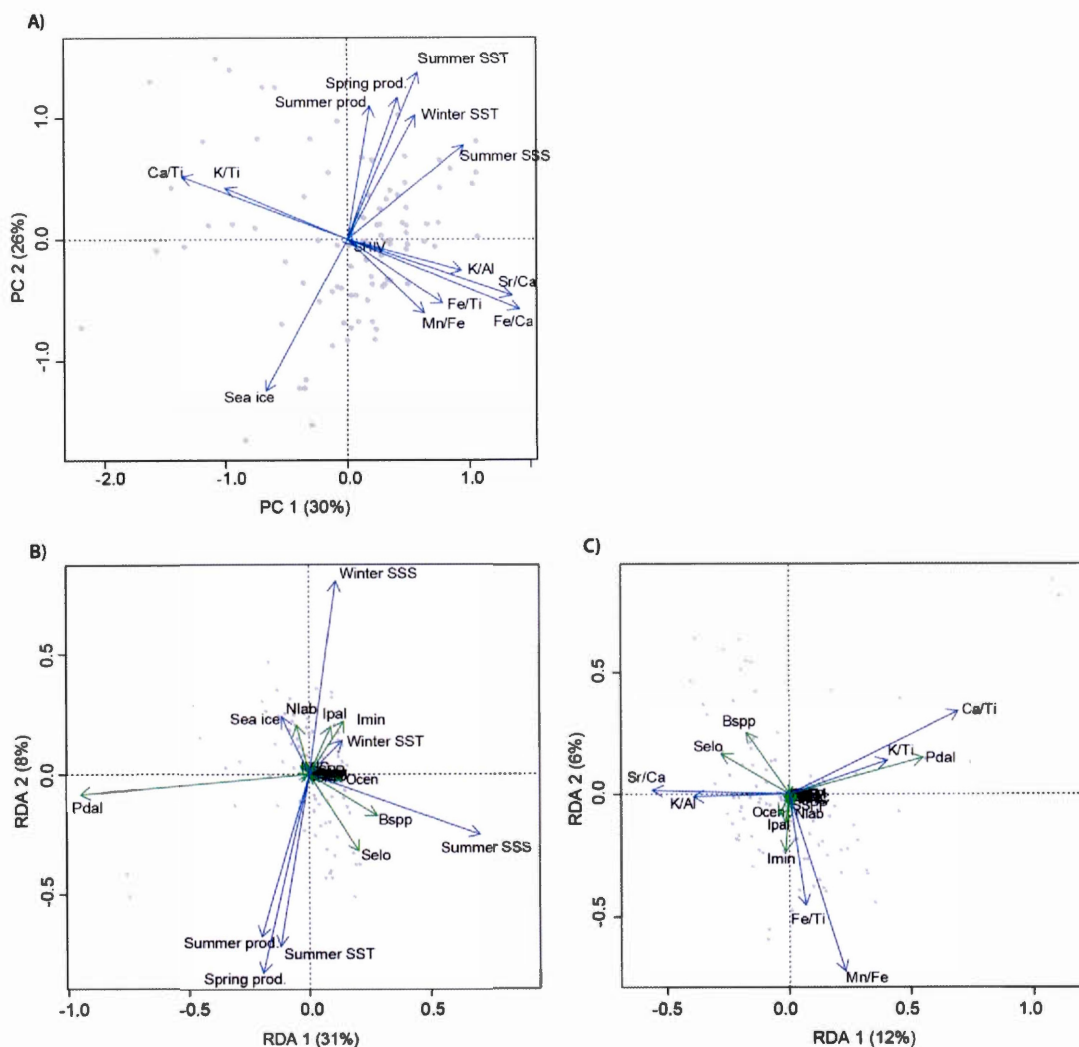 A)
Summer SST
Spring prod.
Summer prod.
Winter SST
Summer SSS
Ca/Ti
K/Ti
SHIV
K/Al
Sr/Ca
Fe/Ti
Mn/Fe
Fe/Ca
Sea ice
1.0
0.0
-1.0
PC 2 (26%)
-2.0
-1.0
0.0
1.0
PC 1 (30%)
B)
Winter SSS
Sea ice
Nlab
Ipal
Imin
Winter SST
Ocen
Pdal
Bspp
Summer SSS
Selo
Summer prod.
Summer SST
Spring prod.
0.5
0.0
-0.5
RDA 2 (8%)
-1.0
-0.5
0.0
0.5
RDA 1 (31%)
C)
Ca/Ti
Bspp
K/Ti
Selo
Pdal
Sr/Ca
K/Al
Ocen
Nlab
Ipal
Imin
Fe/Ti
Mn/Fe
0.5
0.0
-0.5
RDA 2 (6%)
-0.5
0.0
0.5
1.0
RDA 1 (12%)